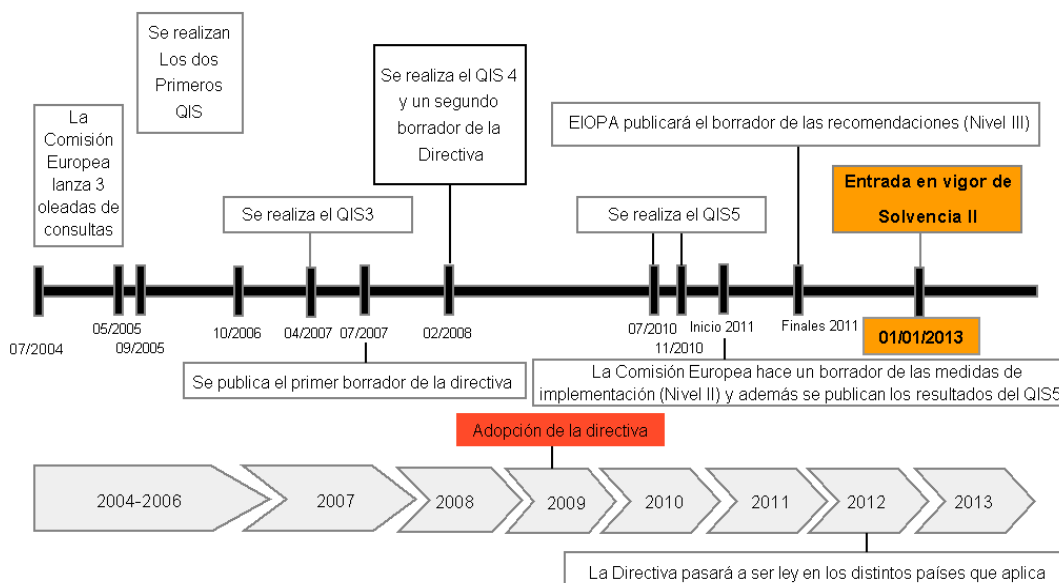 Se realizan
Los dos
Primeros
QIS
La
Comisión
Europea
lanza 3
oleadas de
consultas
Se realiza el QIS 4
y un segundo
borrador de la
Directiva
EIOPA publicará el borrador de las recomendaciones (Nivel III)
Entrada en vigor de
Solvencia II
Se realiza el QIS3
Se realiza el QIS5
07/2004
05/2005
09/2005
10/2006
04/2007
07/2007
02/2008
07/2010
11/2010
Inicio 2011
Finales 2011
01/01/2013
Se publica el primer borrador de la directiva
La Comisión Europea hace un borrador de las medidas de
implementación (Nivel II) y además se publican los resultados del QIS5
Adopción de la directiva
2004-2006
2007
2008
2009
2010
2011
2012
2013
La Directiva pasará a ser ley en los distintos países que aplica